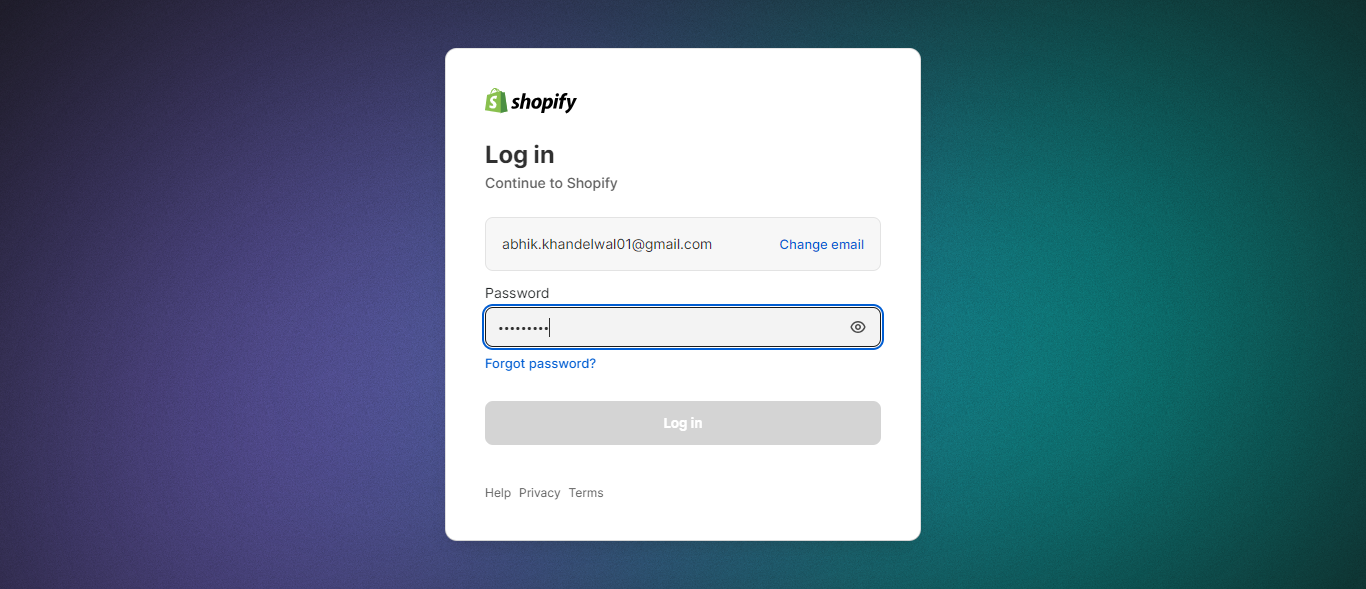 shopify
Log in
Continue to Shopify
abhik.khandelwal01@gmail.com Change email
Password
•••••••••
Forgot password?
Log in
Help Privacy Terms